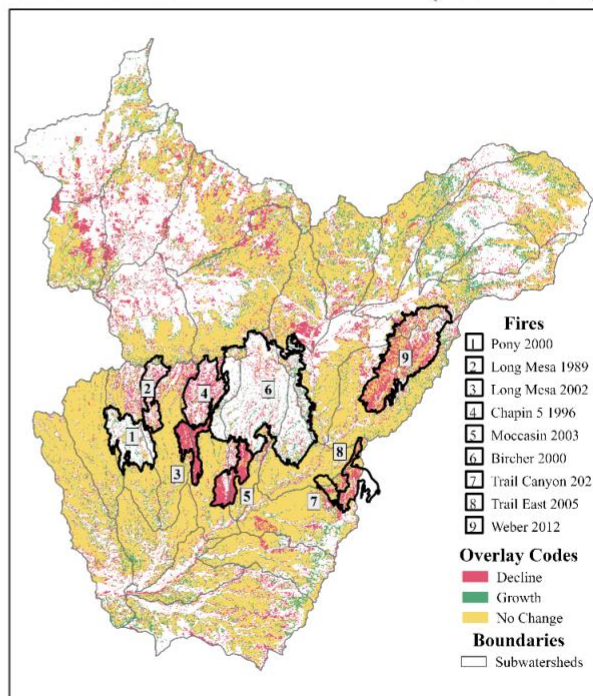 Fires
1 Pony 2000
2 Long Mesa 1989
3 Long Mesa 2002
4 Chapin 5 1996
5 Moccasin 2003
6 Bircher 2000
7 Trail Canyon 202
8 Trail East 2005
9 Weber 2012
Overlay Codes
Decline
Growth
No Change
Boundaries
Subwatersheds
9
2
4
6
1
3
5
8
7